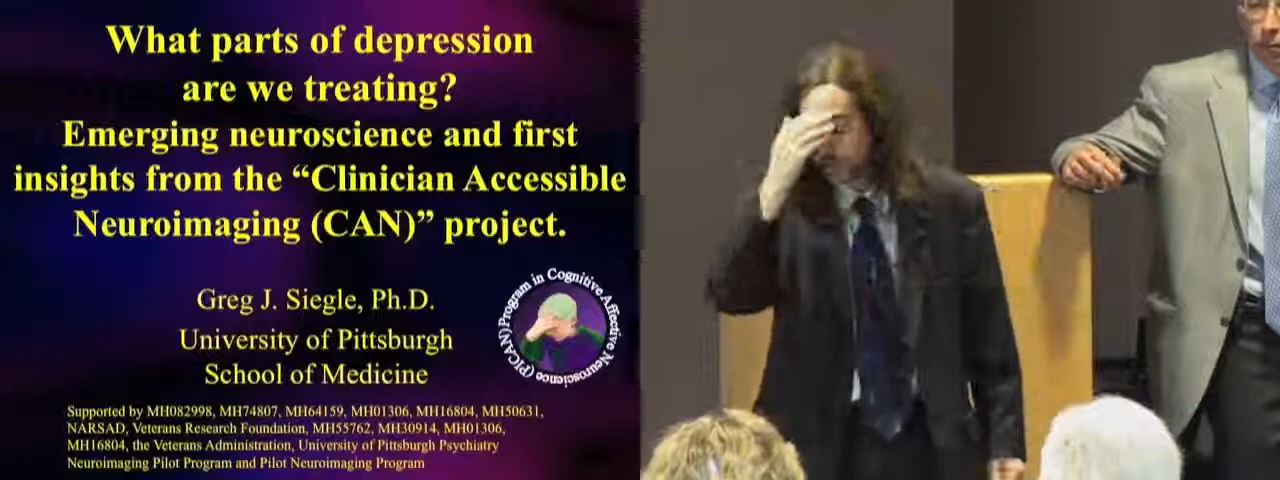 What parts of depression
are we treating?
Emerging neuroscience and first
insights from the “Clinician Accessible
Neuroimaging (CAN)” project.
Greg J. Siegle, Ph.D.
University of Pittsburgh
School of Medicine
Program in Cognitive Affective Neuroscience (PICAN)
Supported by MH082998, MH74807, MH64159, MH01306, MH16804, MH50631,
NARSAD, Veterans Research Foundation, MH55762, MH30914, MH01306,
MH16804, the Veterans Administration, University of Pittsburgh Psychiatry
Neuroimaging Pilot Program and Pilot Neuroimaging Program